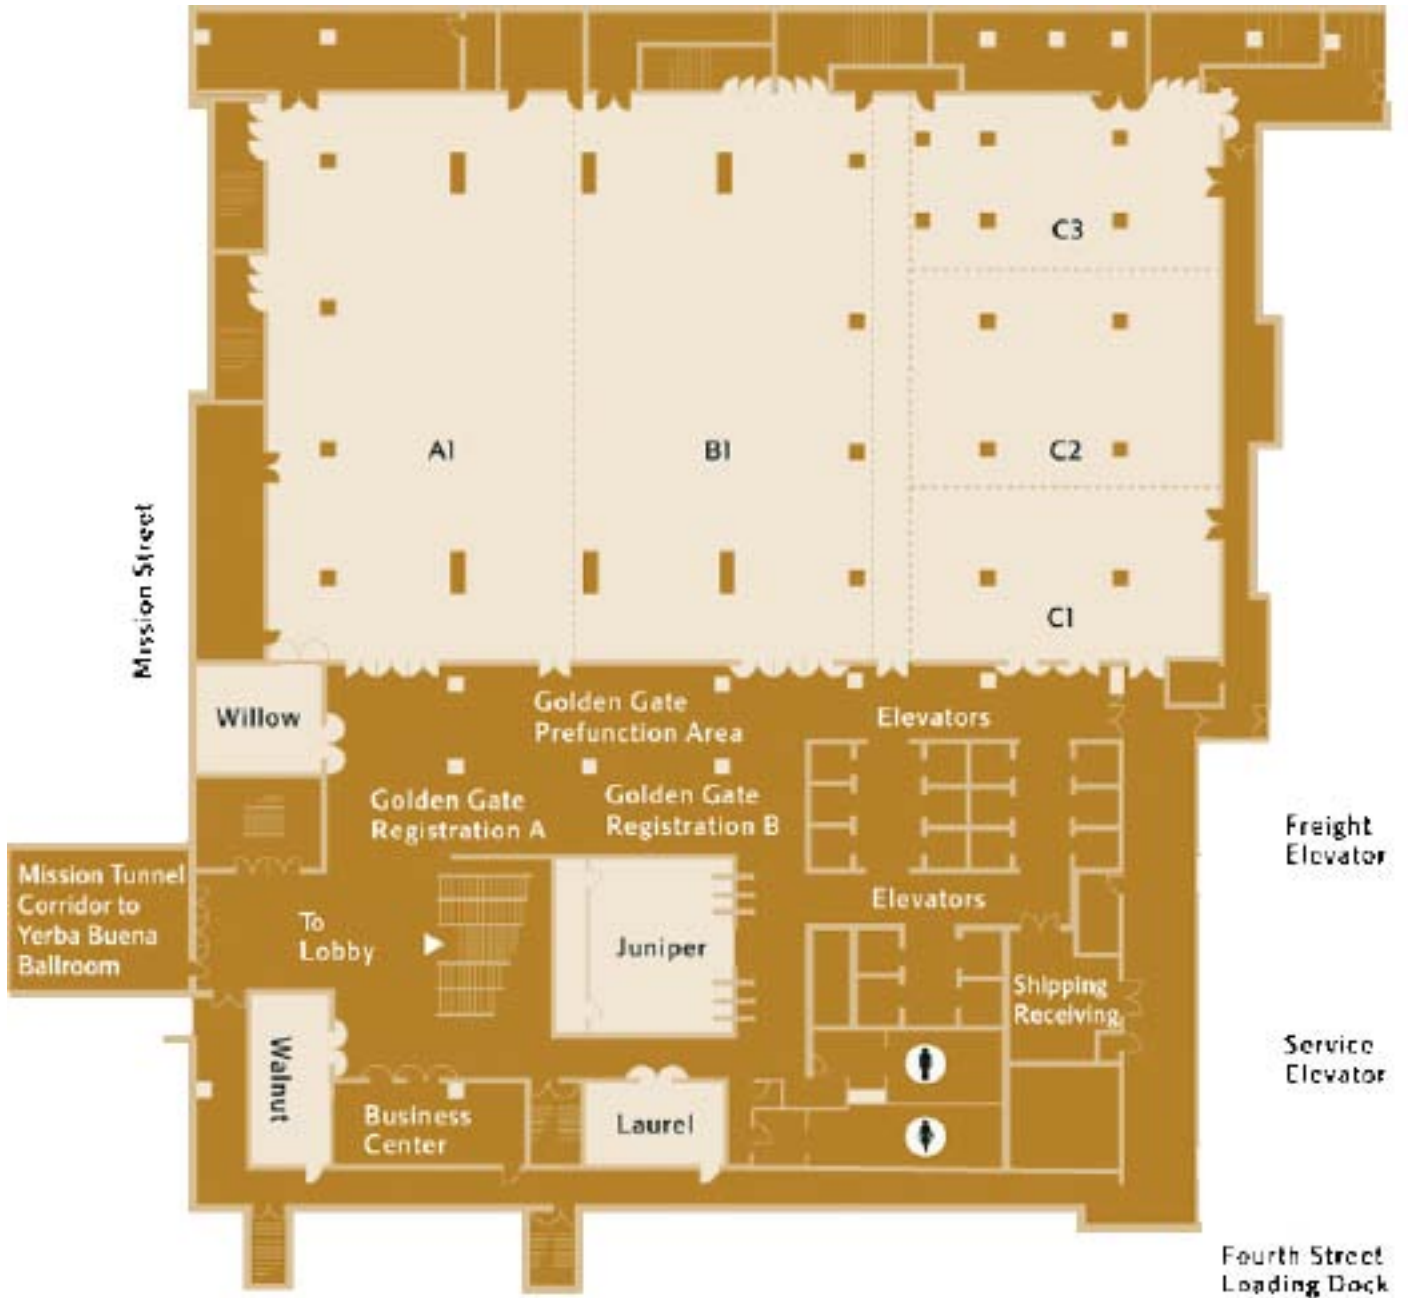 C3
A1
B1
C2
Mission Street
C1
Willow
Golden Gate
Prefunction Area
Elevators
Golden Gate
Registration A
Golden Gate
Registration B
Freight
Elevator
Mission Tunnel
Corridor to
Yerba Buena
Ballroom
To
Lobby
Juniper
Elevators
Shipping
Receiving
Walnut
Service
Elevator
Business
Center
Laurel
Fourth Street
Loading Dock